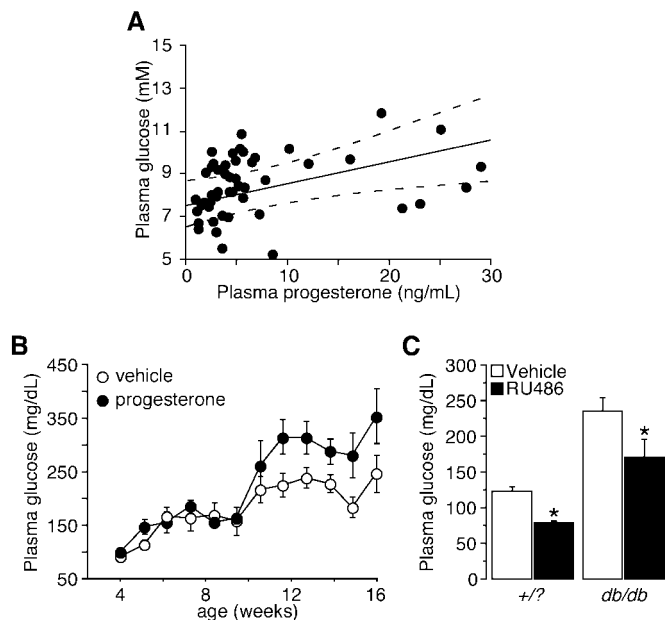 A
15
13
11
9
7
5
Plasma glucose (mM)
0 10 20 30
Plasma progesterone (ng/mL)
B
450
350
250
150
50
Plasma glucose (mg/dL)
vehicle
progesterone
4 8 12 16
age (weeks)
C
300
250
200
150
100
50
0
Plasma glucose (mg/dL)
Vehicle
RU486
*
*
+/?
db/db